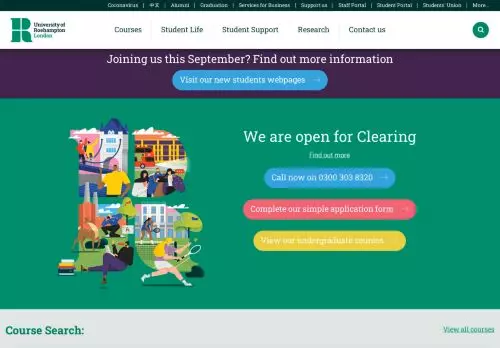 Coronavirus | 中文 | Alumni | Graduation | Services for Business | Support us | Staff Portal | Student Portal | Students' Union | More...
University of
Roehampton
London
Courses
Student Life
Student Support
Research
Contact us
Joining us this September? Find out more information
Visit our new students webpages
We are open for Clearing
Find out more
Call now on 0300 303 8320
Complete our simple application form
View our undergraduate courses
Course Search:
View all courses